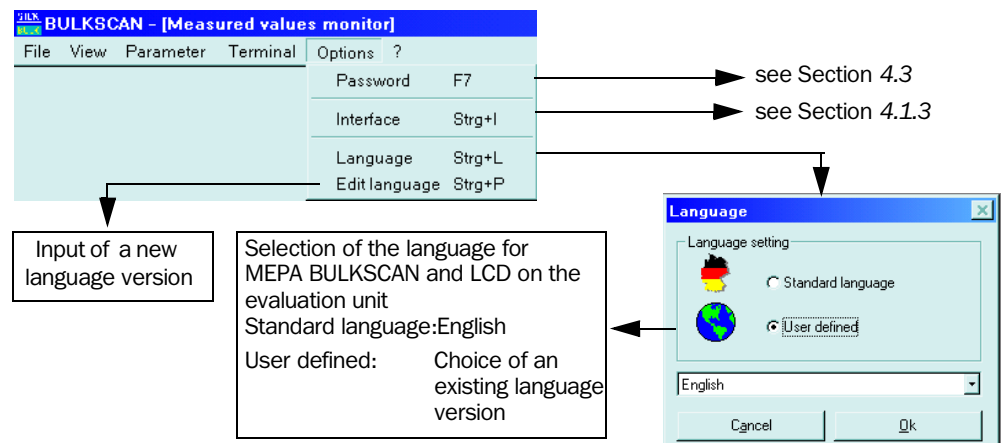 SICK
BULK
BULKSCAN - [Measured values monitor]
File View Parameter Terminal Options ?
Password F7
Interface Strg+I
Language Strg+L
Edit language Strg+P
see Section 4.3
see Section 4.1.3
Input of a new
language version
Selection of the language for
MEPA BULKSCAN and LCD on the
evaluation unit
Standard language:English
User defined: Choice of an
existing language
version
Language
Language setting
Standard language
User defined
English
Cancel
Ok